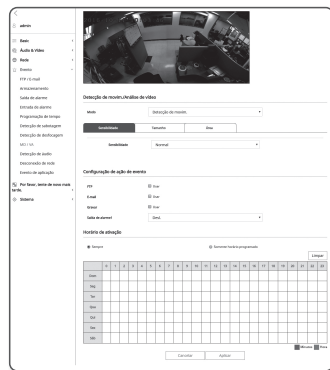 admin
Basic
Áudio & Vídeo
Rede
Evento
FTP / E-mail
Armazenamento
Saída de alarme
Entrada de alarme
Programação de tempo
Detecção de sabotagem
Detecção de desfocagem
MD / VA
Detecção de áudio
Desconexão de rede
Evento de aplicação
Por favor, tente de novo mais tarde.
Sistema
Detecção de movim./Análise de vídeo
Modo Detecção de movim.
Sensibilidade Tamanho Área
Sensibilidade Normal
Configuração de ação de evento
FTP Usar
E-mail Usar
Gravar Usar
Saída de alarme1 Desl.
Horário de ativação
Sempre Somente horário programado
Limpar
0 1 2 3 4 5 6 7 8 9 10 11 12 13 14 15 16 17 18 19 20 21 22 23
Dom
Seg
Ter
Qua
Qui
Sex
Sáb
Minutos Hora
Cancelar Aplicar